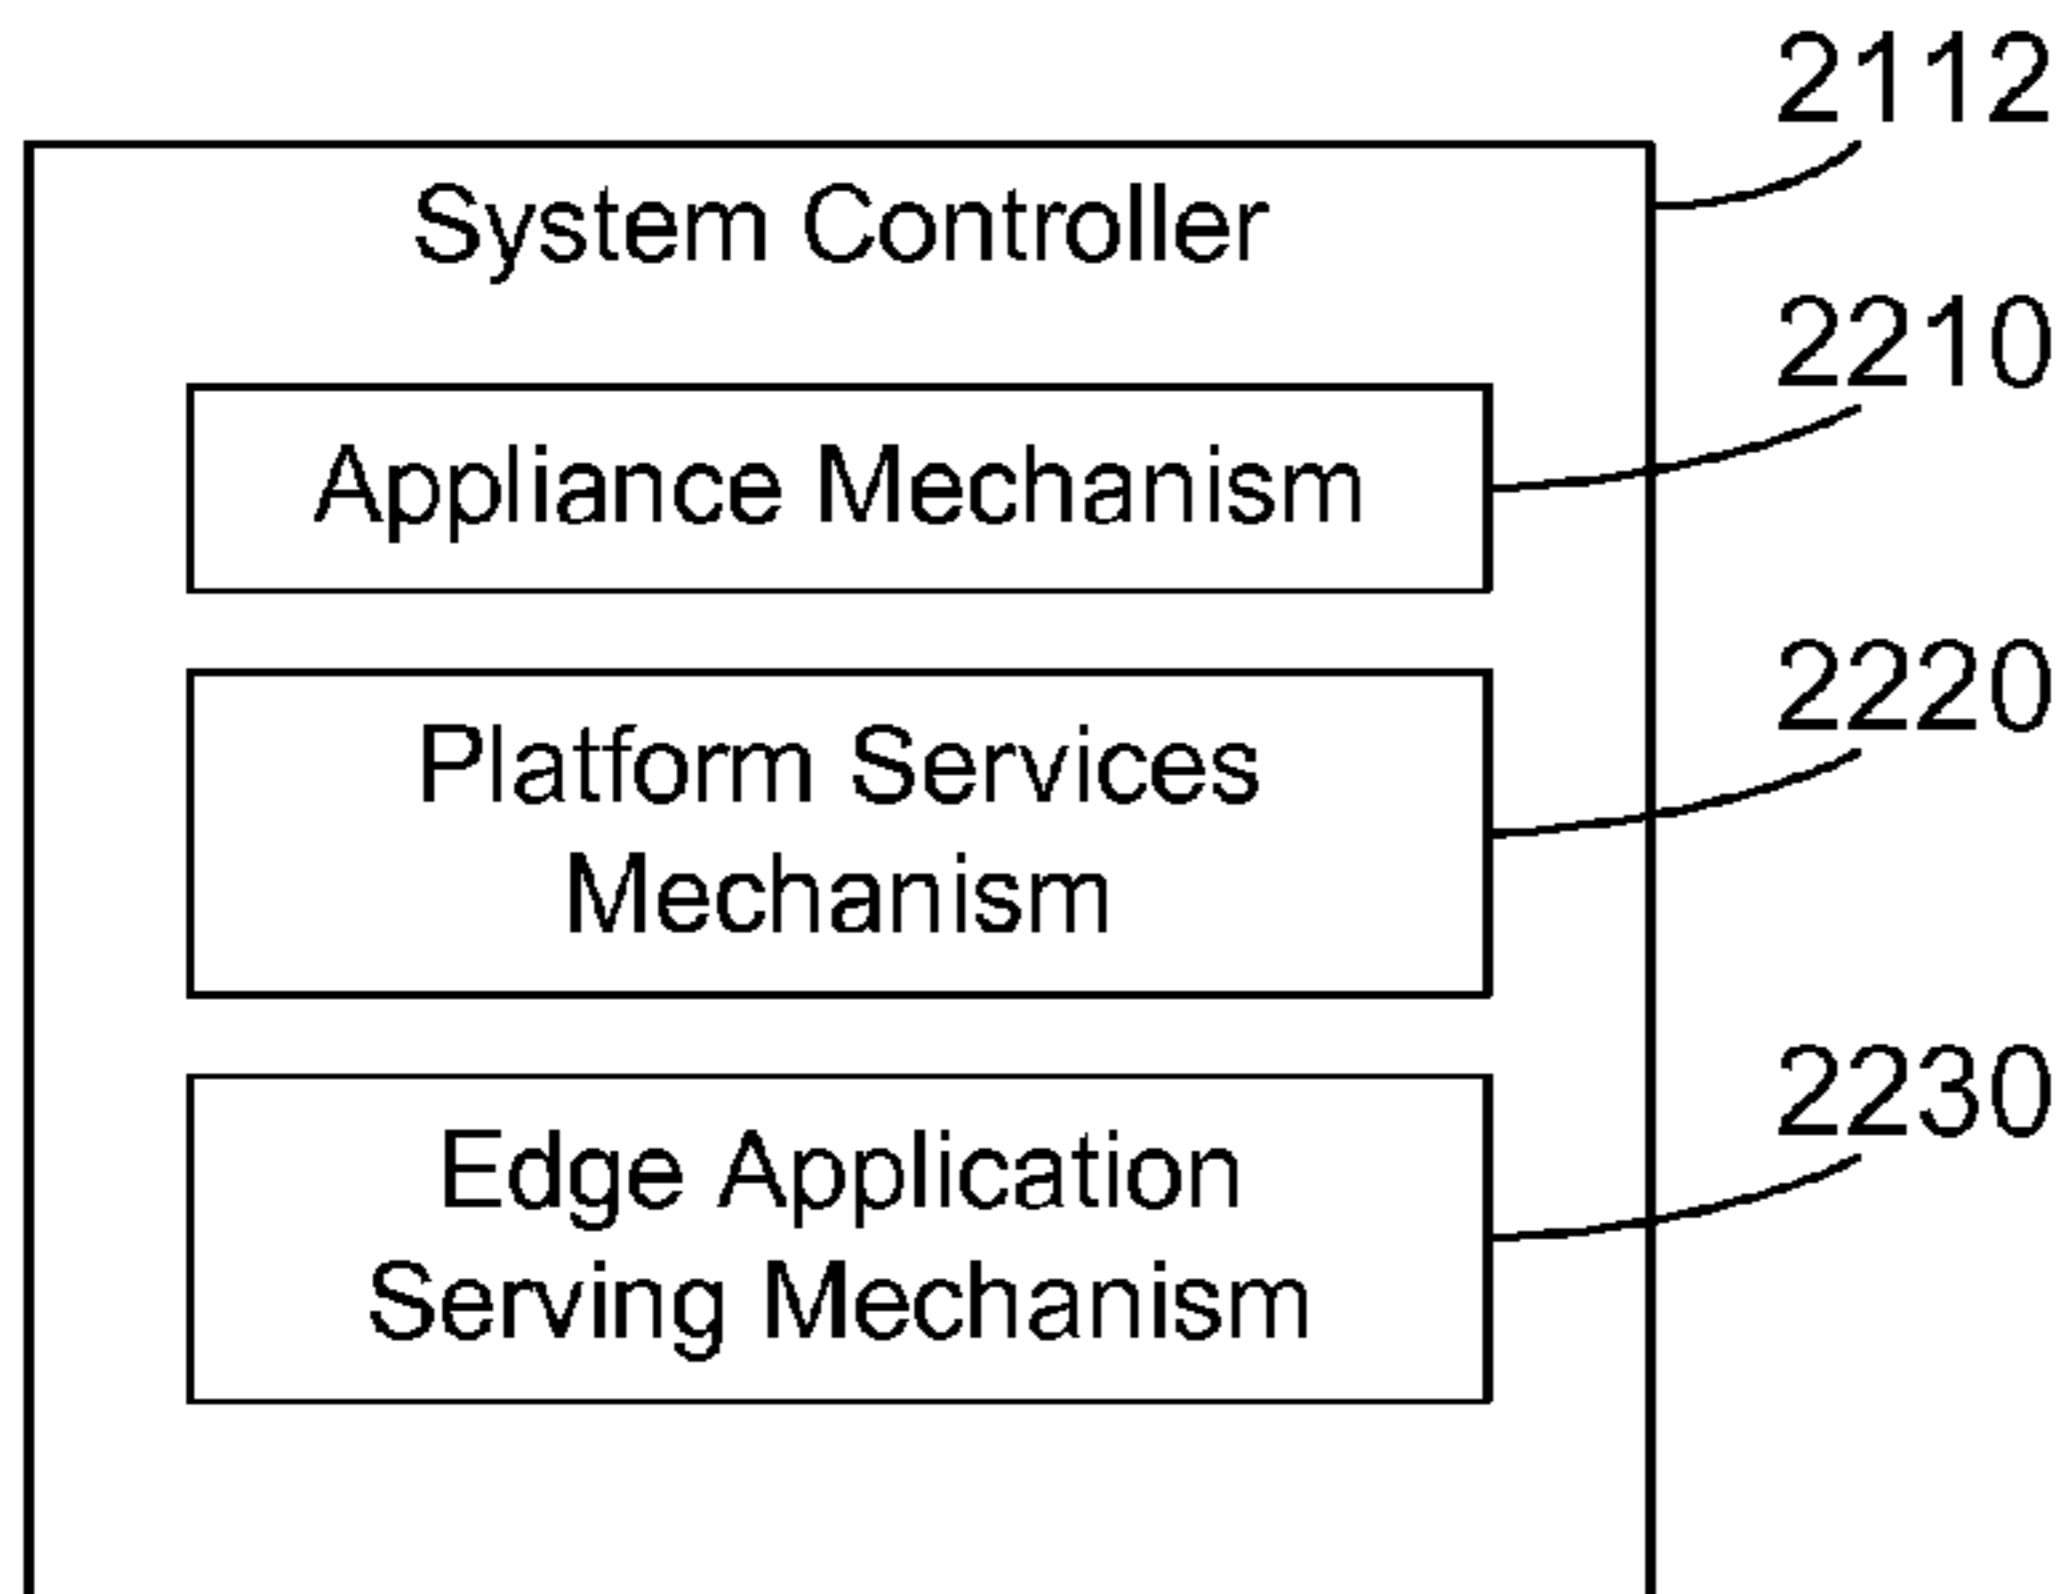 2112
System Controller
2210
Appliance Mechanism
2220
Platform Services
Mechanism
2230
Edge Application
Serving Mechanism